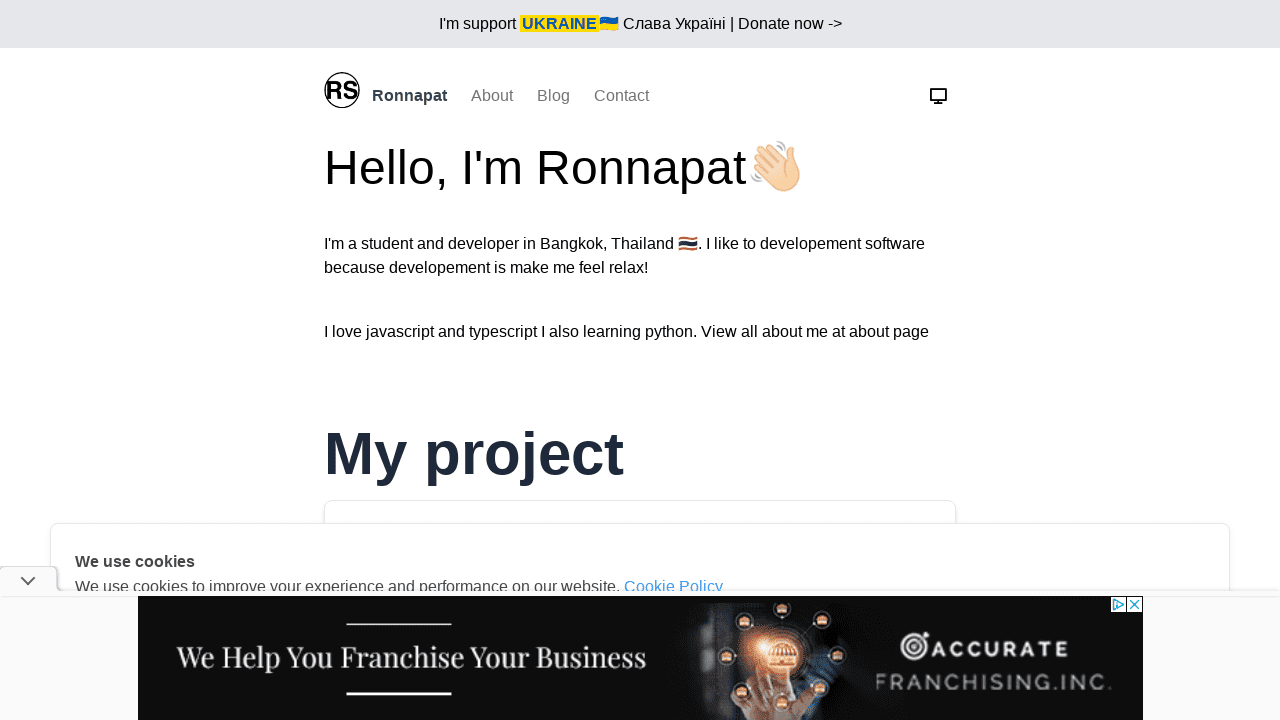 I'm support UKRAINE🇺🇦 Слава Україні | Donate now ->
RS Ronnapat About Blog Contact
Hello, I'm Ronnapat👋🏻
I'm a student and developer in Bangkok, Thailand 🇹🇭. I like to developement software
because developement is make me feel relax!
I love javascript and typescript I also learning python. View all about me at about page
My project
We use cookies
We use cookies to improve your experience and performance on our website. Cookie Policy
We Help You Franchise Your Business
ACCURATE
FRANCHISING.INC.